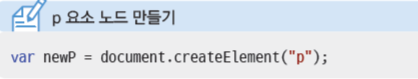 p 요소 노드 만들기
var newP = document.createElement("p");